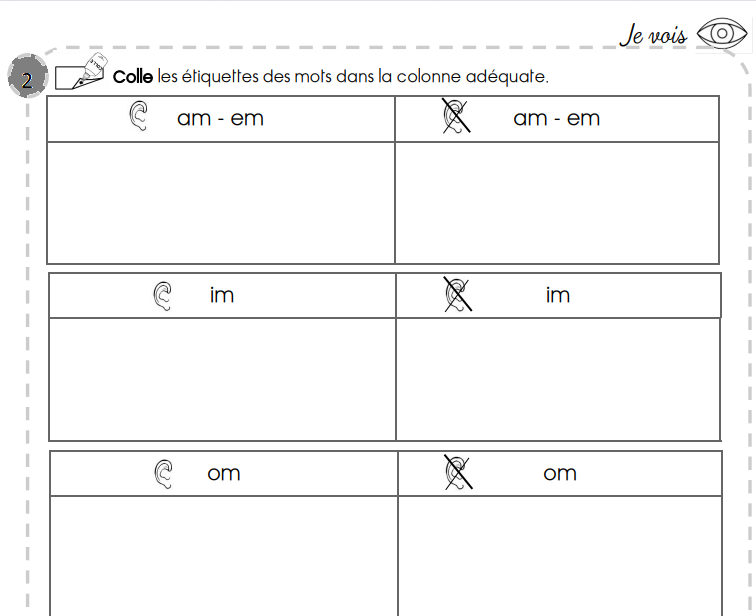 Je vois
2
Colle les étiquettes des mots dans la colonne adéquate.
am - em am - em
im im
om om